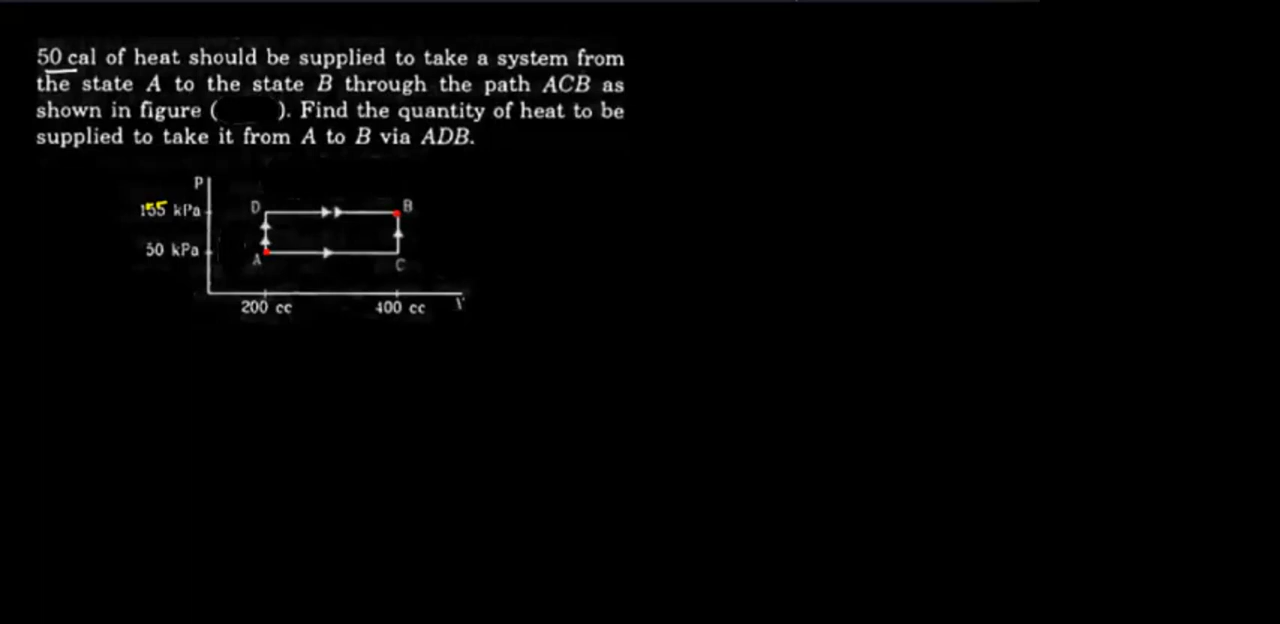 50 cal of heat should be supplied to take a system from
the state A to the state B through the path ACB as
shown in figure ( ). Find the quantity of heat to be
supplied to take it from A to B via ADB.
P
155 kPa
D
B
50 kPa
A
C
200 cc
400 cc
V